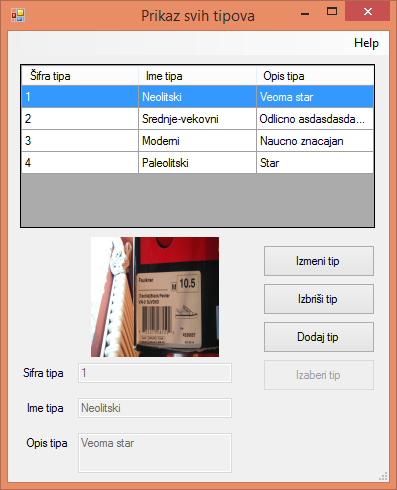 Prikaz svih tipova
Help
Šifra tipa Ime tipa Opis tipa
1 Neolitski Veoma star
2 Srednje-vekovni Odlicno asdasdasda...
3 Moderni Naucno znacajan
4 Paleolitski Star
Faulkner
M 10.5
Izmeni tip
Izbriši tip
Dodaj tip
Izaberi tip
Sifra tipa 1
Ime tipa Neolitski
Opis tipa Veoma star